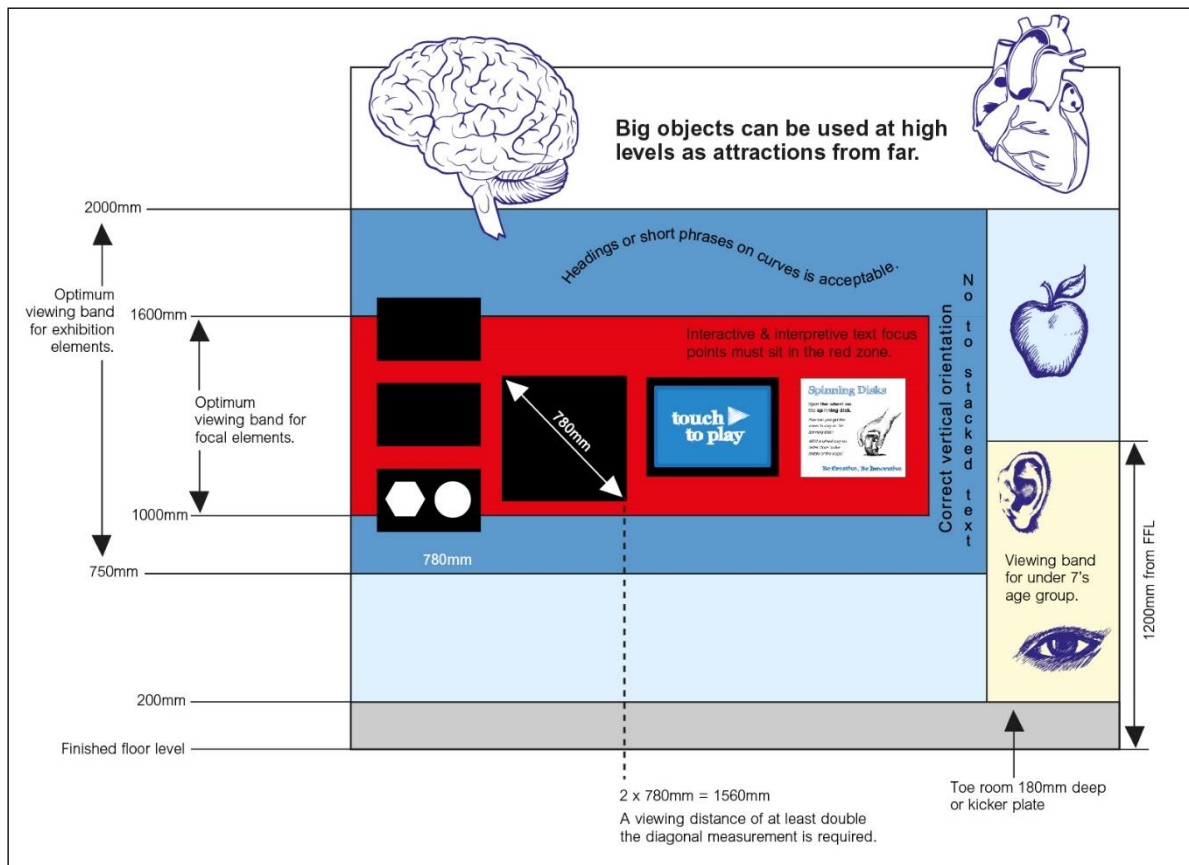 Big objects can be used at high
levels as attractions from far.
2000mm
Headings or short phrases on curves is acceptable.
Optimum
viewing band
for exhibition
elements.
1600mm
Interactive & interpretive text focus
points must sit in the red zone.
Correct vertical orientation
No to stacked text
Optimum
viewing band for
focal elements.
780mm
touch
to play
Spinning Disks
the spinning disk.
Be Creative, Be Innovative
1000mm
780mm
750mm
Viewing band
for under 7's
age group.
1200mm from FFL
200mm
Finished floor level
2 x 780mm = 1560mm
A viewing distance of at least double
the diagonal measurement is required.
Toe room 180mm deep
or kicker plate